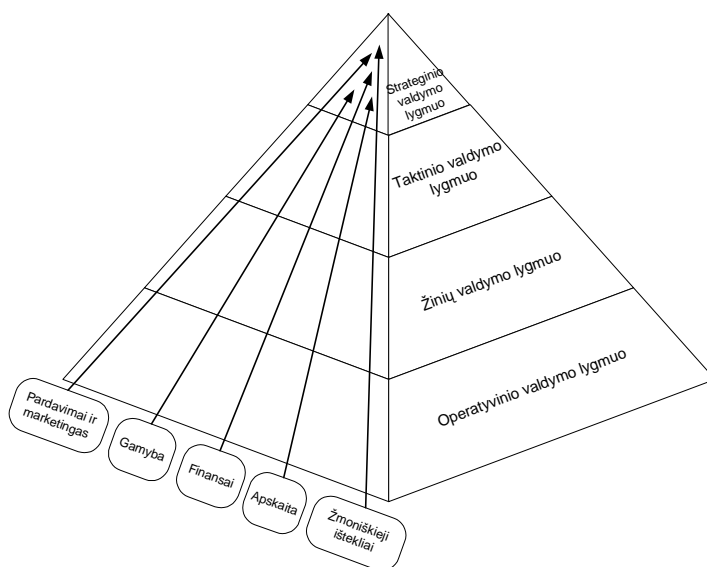 Strateginio
valdymo
lygmuo
Taktinio valdymo
lygmuo
Žinių valdymo lygmuo
Operatyvinio valdymo lygmuo
Pardavimai ir
marketingas
Gamyba
Finansai
Apskaita
Žmoniškieji
ištekliai